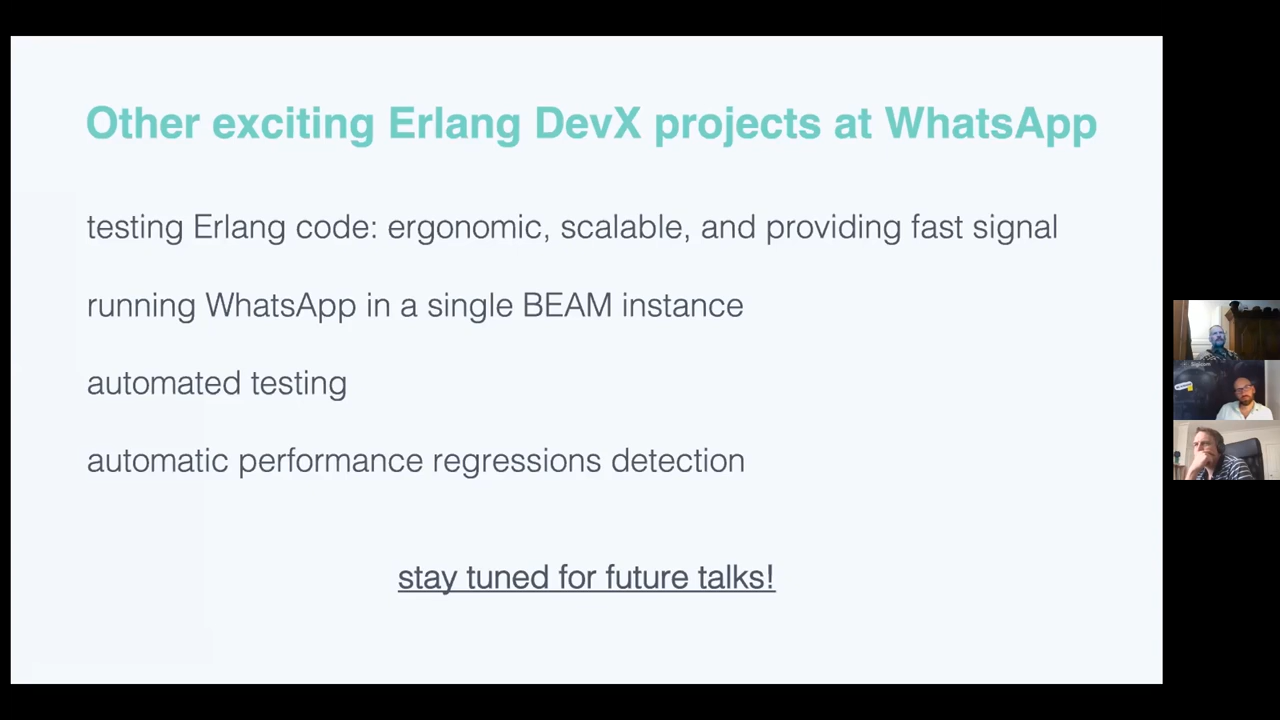 Other exciting Erlang DevX projects at WhatsApp
testing Erlang code: ergonomic, scalable, and providing fast signal
running WhatsApp in a single BEAM instance
automated testing
automatic performance regressions detection
stay tuned for future talks!